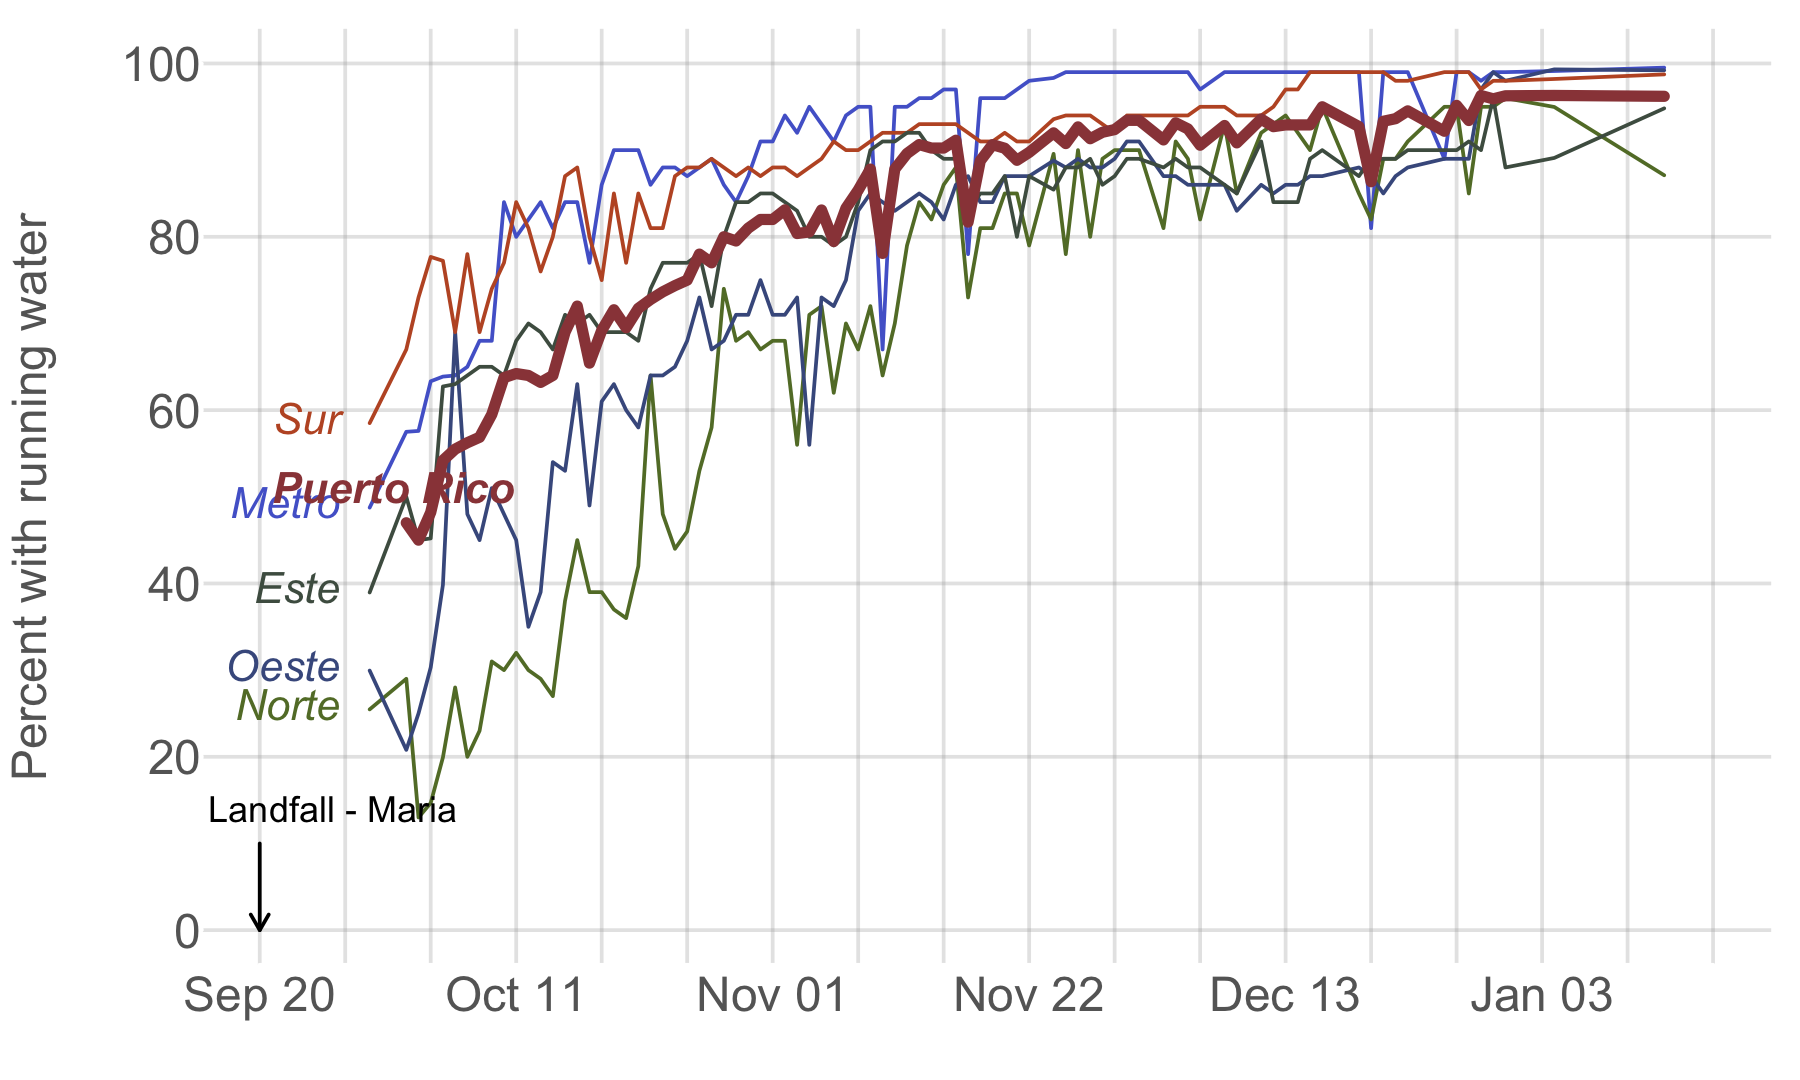 Percent with running water
100
80
60
40
20
0
Sur
Puerto Rico
Metro
Este
Oeste
Norte
Landfall - Maria
Sep 20
Oct 11
Nov 01
Nov 22
Dec 13
Jan 03